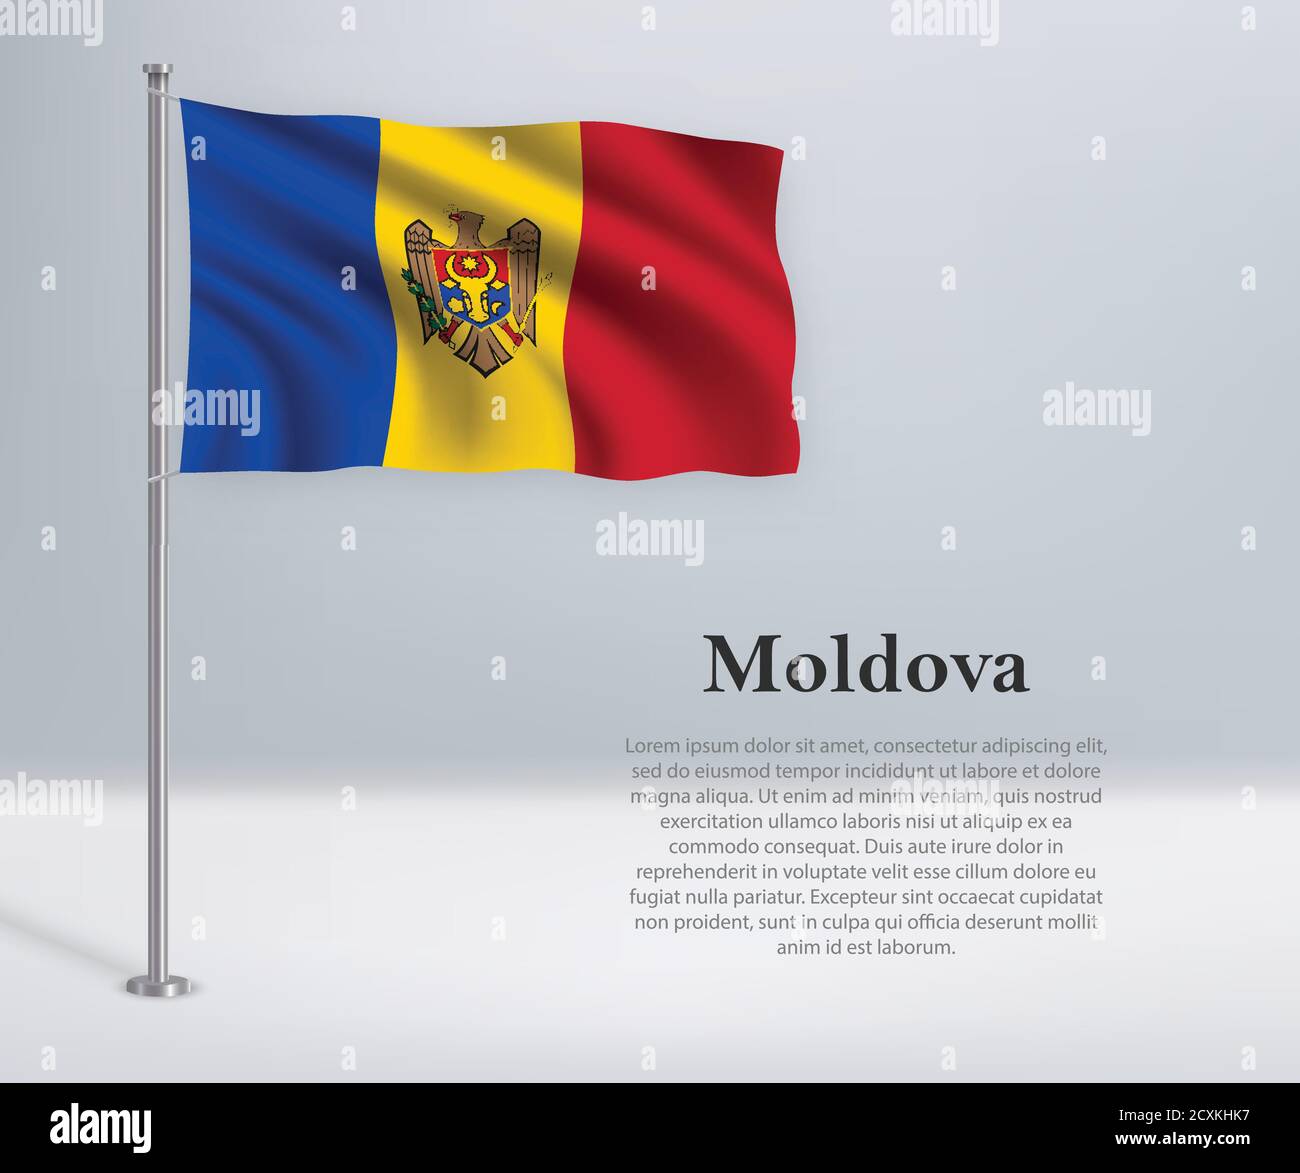 Moldova
Lorem ipsum dolor sit amet, consectetur adipiscing elit,
sed do eiusmod tempor incididunt ut labore et dolore
magna aliqua. Ut enim ad minim veniam, quis nostrud
exercitation ullamco laboris nisi ut aliquip ex ea
commodo consequat. Duis aute irure dolor in
reprehenderit in voluptate velit esse cillum dolore eu
fugiat nulla pariatur. Excepteur sint occaecat cupidatat
non proident, sunt in culpa qui officia deserunt mollit
anim id est laborum.
alamy
Image ID: 2CXKHK7
www.alamy.com